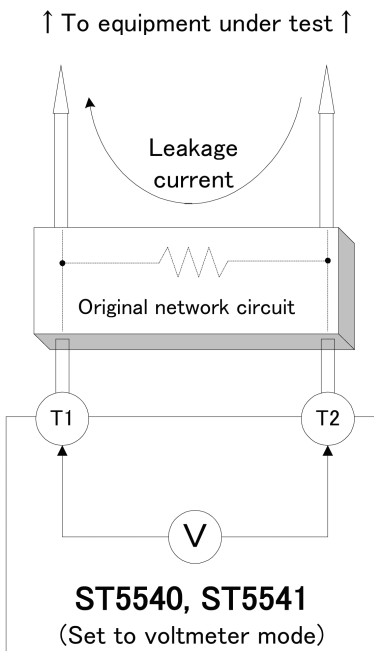 ↑ To equipment under test ↑
Leakage
current
Original network circuit
T1
T2
V
ST5540, ST5541
(Set to voltmeter mode)